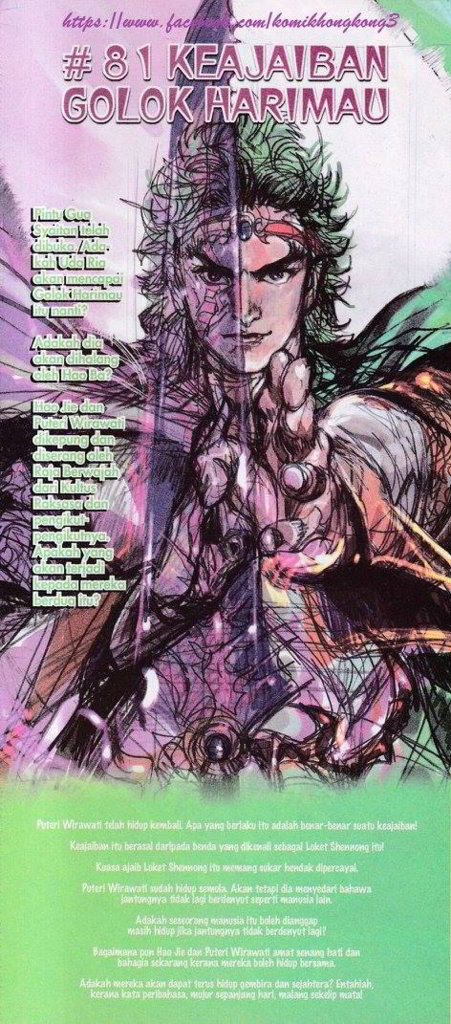 https://www.facebook.com/komikhongkong3
# 81 KEAJAIBAN
GOLOK HARIMAU
Pintu Gua
Syaitan telah
dibuka. Ada-
kah Uda Ria
akan mencapai
Golok Harimau
itu nanti?
Adakah dia
akan dihalang
oleh Hao Be?
Hao Jie dan
Puteri Wirawati
dikepung dan
diserang oleh
Raja Berwajah
dari Kultus
Raksasa dan
pengikut-
pengikutnya.
Apakah yang
akan terjadi
kepada mereka
berdua itu?
Puteri Wirawati telah hidup kembali. Apa yang berlaku itu adalah benar-benar suatu keajaiban!
Keajaiban itu berasal daripada benda yang dikenali sebagai Loket Shennong itu!
Kuasa ajaib Loket Shennong itu memang sukar hendak dipercayai.
Puteri Wirawati sudah hidup semula. Akan tetapi dia menyedari bahawa
jantungnya tidak lagi berdenyut seperti manusia lain.
Adakah seseorang manusia itu boleh dianggap
masih hidup jika jantungnya tidak berdenyut lagi?
Bagaimana pun Hao Jie dan Puteri Wirawati amat senang hati dan
bahagia sekarang kerana mereka boleh hidup bersama.
Adakah mereka akan dapat terus hidup gembira dan sejahtera? Entahlah,
kerana kata peribahasa, mujur sepanjang hari, malang sekelip mata!